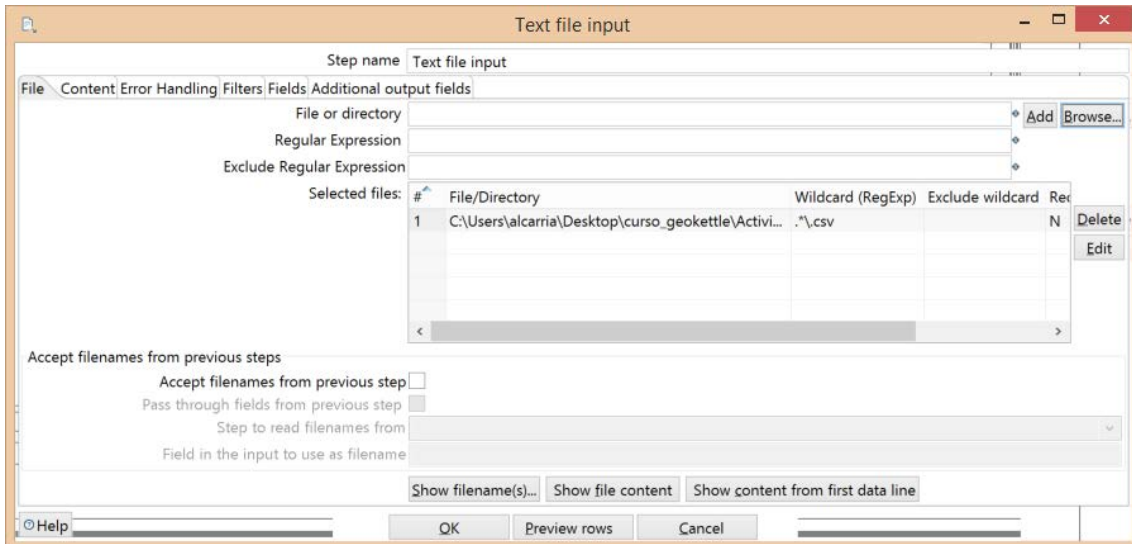 Text file input
Step name Text file input
File Content Error Handling Filters Fields Additional output fields
File or directory Add Browse...
Regular Expression
Exclude Regular Expression
Selected files: # File/Directory Wildcard (RegExp) Exclude wildcard Rec
1 C:\Users\alcarria\Desktop\curso_geokettle\Activi... .*\.csv N Delete
Edit
Accept filenames from previous steps
Accept filenames from previous step
Pass through fields from previous step
Step to read filenames from
Field in the input to use as filename
Show filename(s)... Show file content Show content from first data line
Help OK Preview rows Cancel